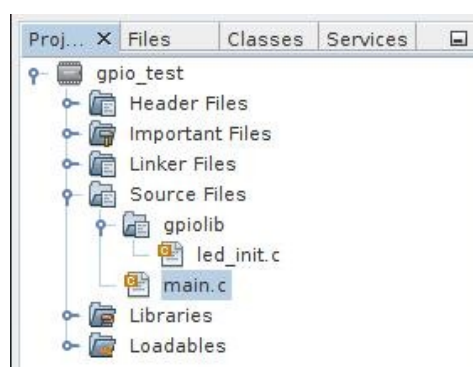 Proj... X Files Classes Services
gpio_test
Header Files
Important Files
Linker Files
Source Files
gpiolib
led_init.c
main.c
Libraries
Loadables